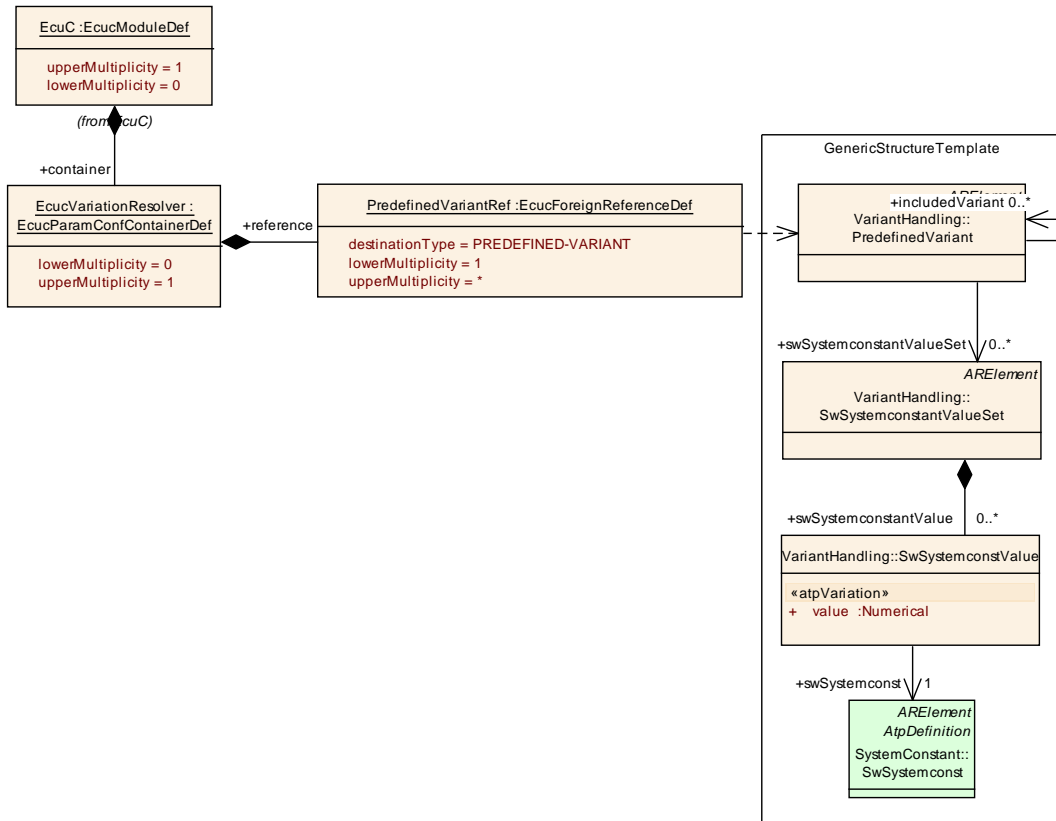 EcuC :EcucModuleDef
upperMultiplicity = 1
lowerMultiplicity = 0
+container
EcucVariationResolver :
EcucParamConfContainerDef
lowerMultiplicity = 0
upperMultiplicity = 1
+reference
PredefinedVariantRef :EcucForeignReferenceDef
destinationType = PREDEFINED-VARIANT
lowerMultiplicity = 1
upperMultiplicity = *
GenericStructureTemplate
+includedVariant 0..*
VariantHandling::
PredefinedVariant
+swSystemconstantValueSet 0..*
ARElement
VariantHandling::
SwSystemconstantValueSet
+swSystemconstantValue 0..*
VariantHandling::SwSystemconstValue
«atpVariation»
+ value :Numerical
+swSystemconst 1
ARElement
AtpDefinition
SystemConstant::
SwSystemconst